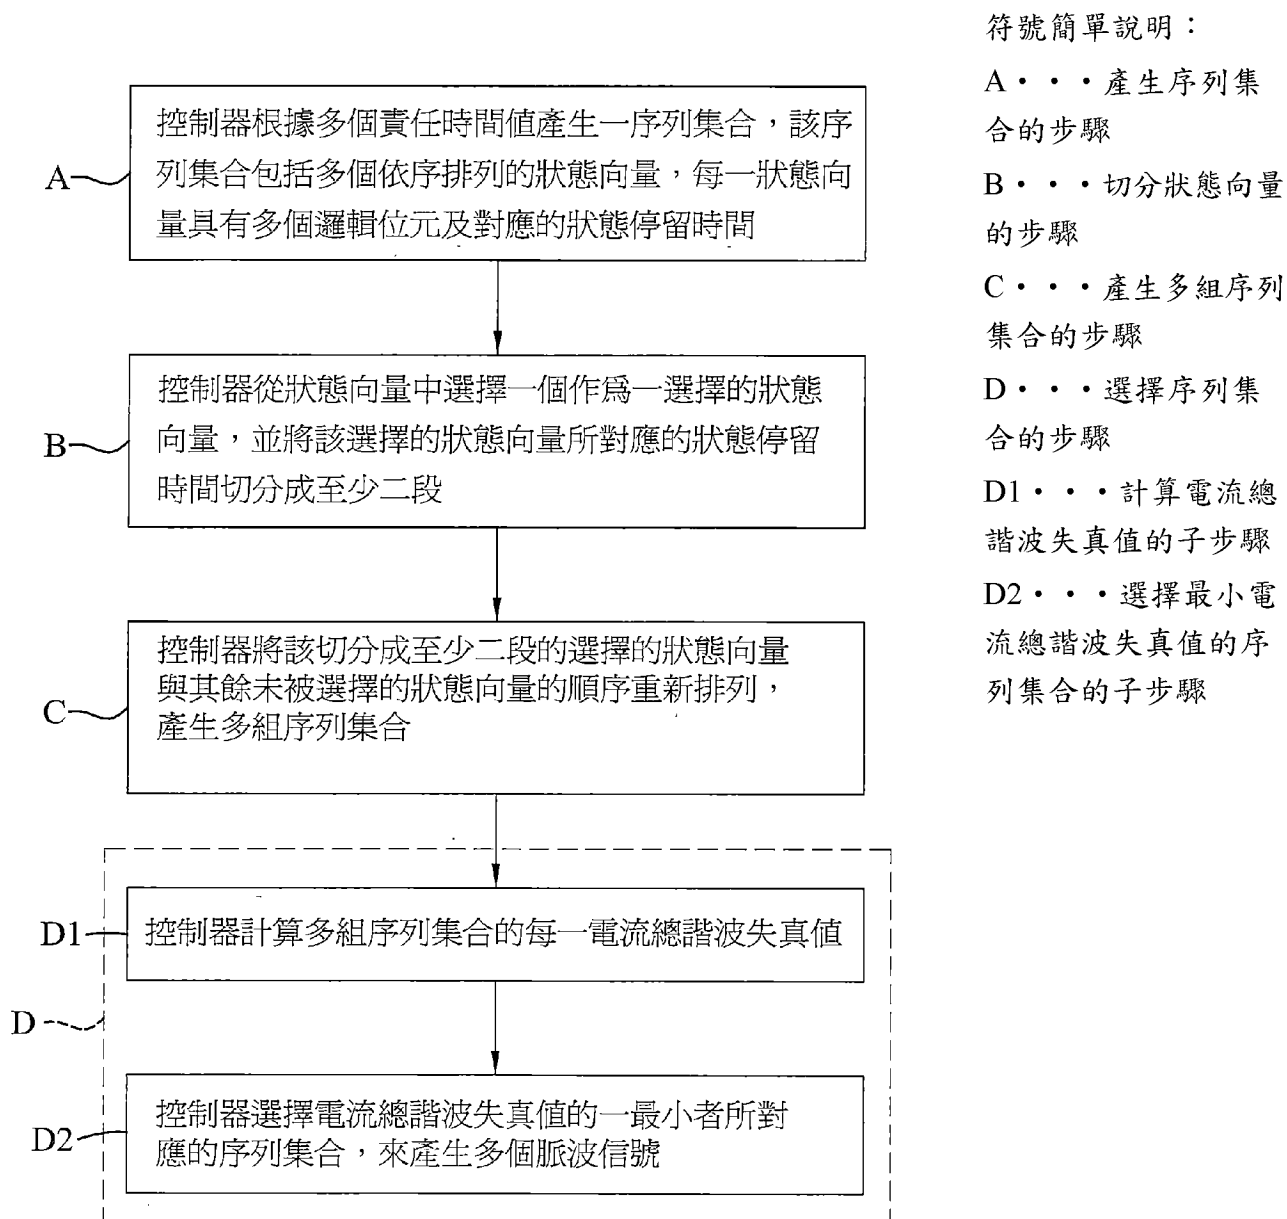 A
控制器根據多個責任時間值產生一序列集合，該序
列集合包括多個依序排列的狀態向量，每一狀態向
量具有多個邏輯位元及對應的狀態停留時間
B
控制器從狀態向量中選擇一個作爲一選擇的狀態
向量，並將該選擇的狀態向量所對應的狀態停留
時間切分成至少二段
C
控制器將該切分成至少二段的選擇的狀態向量
與其餘未被選擇的狀態向量的順序重新排列，
產生多組序列集合
D
D1
控制器計算多組序列集合的每一電流總諧波失真值
D2
控制器選擇電流總諧波失真值的一最小者所對
應的序列集合，來產生多個脈波信號
符號簡單說明：
A・・・產生序列集
合的步驟
B・・・切分狀態向量
的步驟
C・・・產生多組序列
集合的步驟
D・・・選擇序列集
合的步驟
D1・・・計算電流總
諧波失真值的子步驟
D2・・・選擇最小電
流總諧波失真值的序
列集合的子步驟